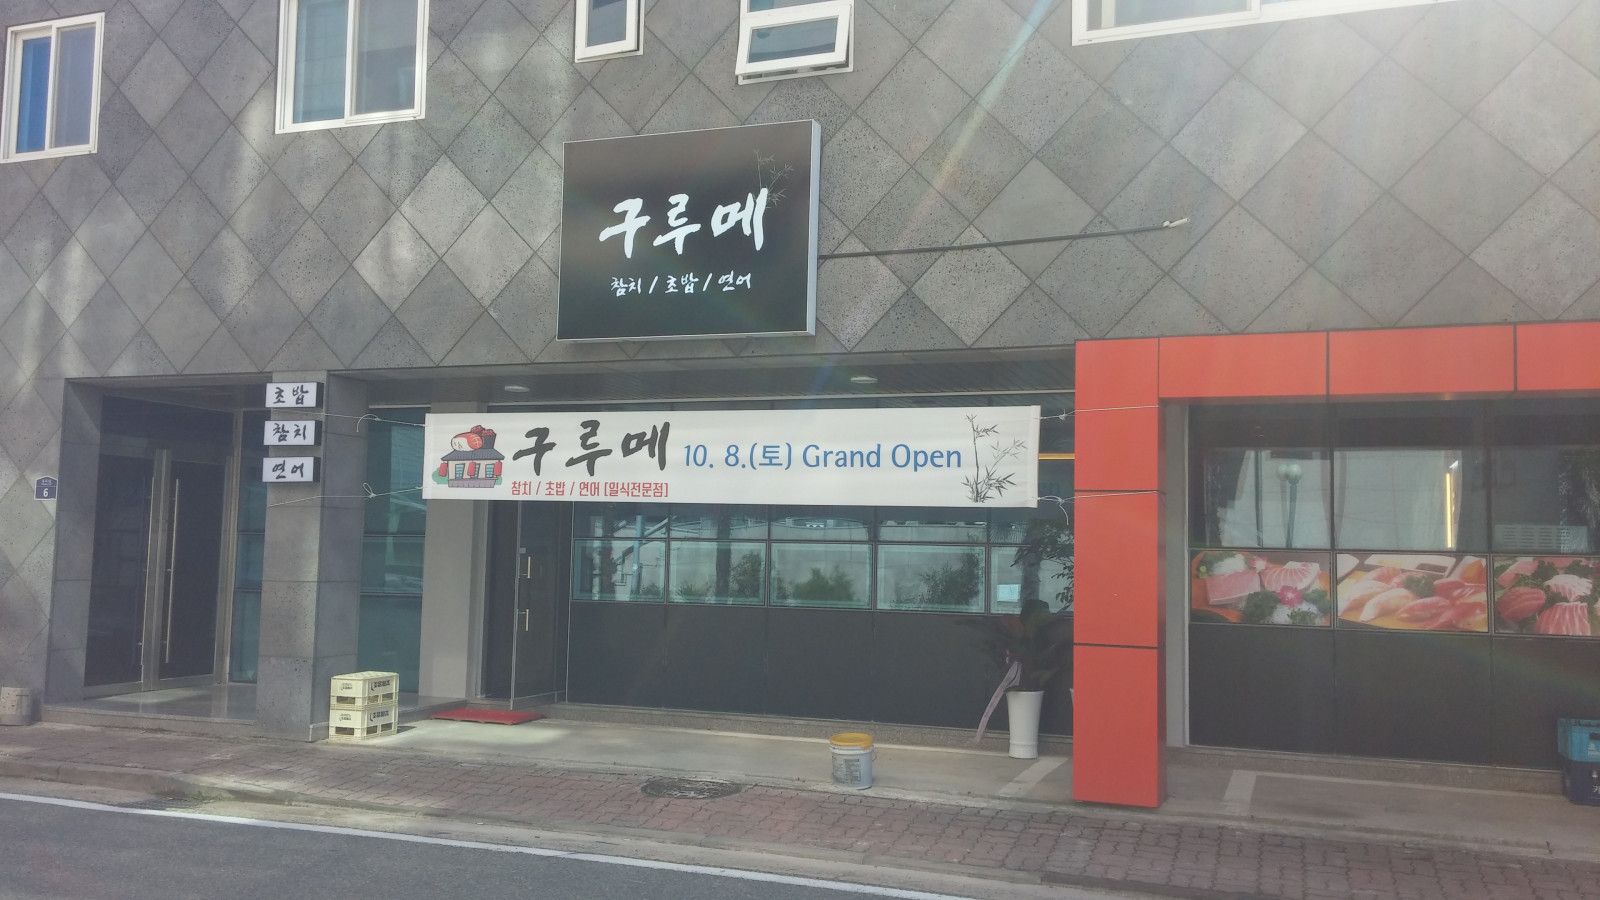 구루메
참치 / 초밥 / 연어
초밥
참치
연어
구루메 10. 8.(토) Grand Open
참치 / 초밥 / 연어 [일식전문점]
6